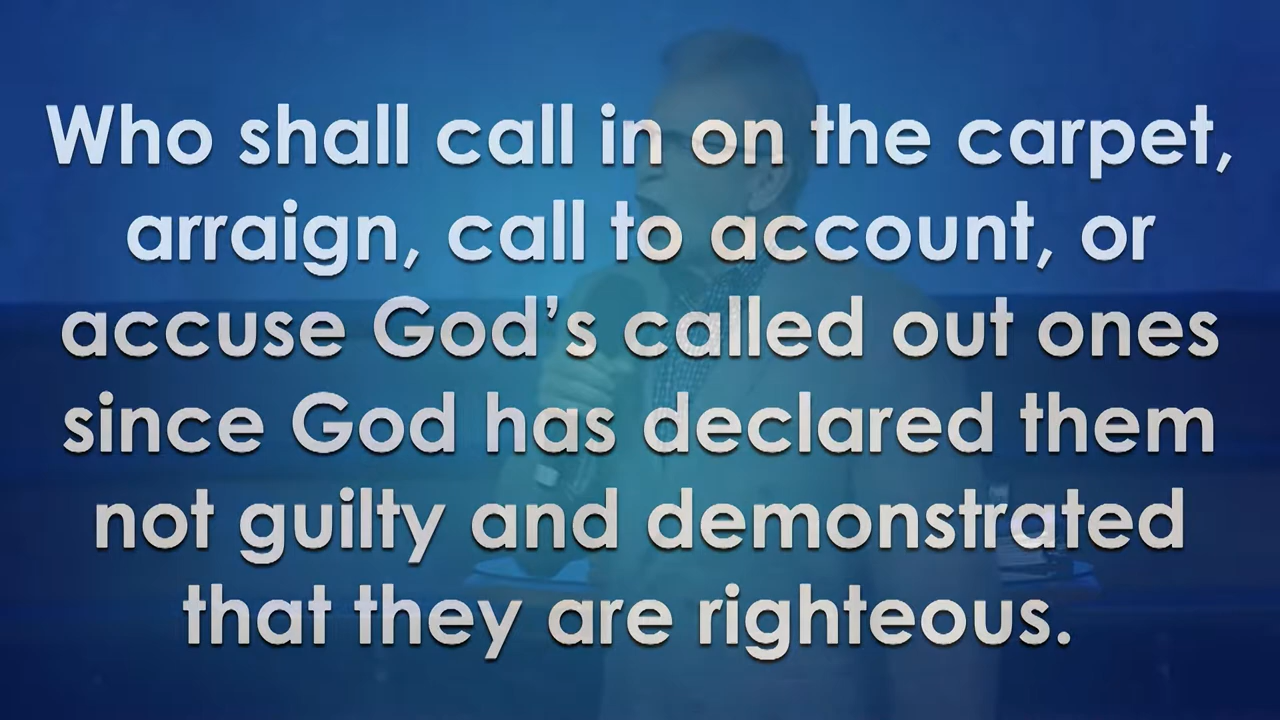 Who shall call in on the carpet,
arraign, call to account, or
accuse God’s called out ones
since God has declared them
not guilty and demonstrated
that they are righteous.